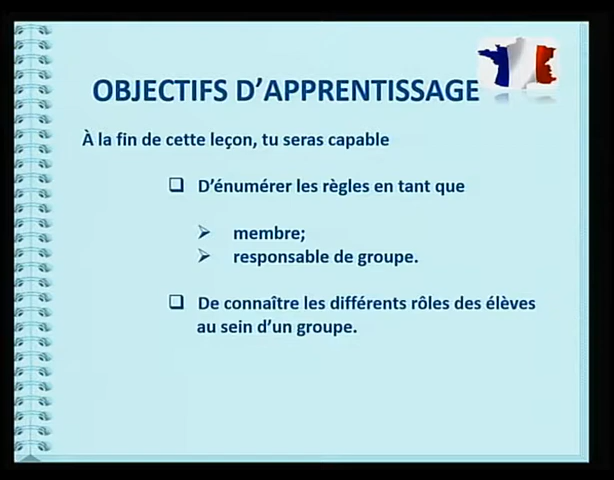 OBJECTIFS D’APPRENTISSAGE
À la fin de cette leçon, tu seras capable
D’énumérer les règles en tant que
membre;
responsable de groupe.
De connaître les différents rôles des élèves
au sein d’un groupe.